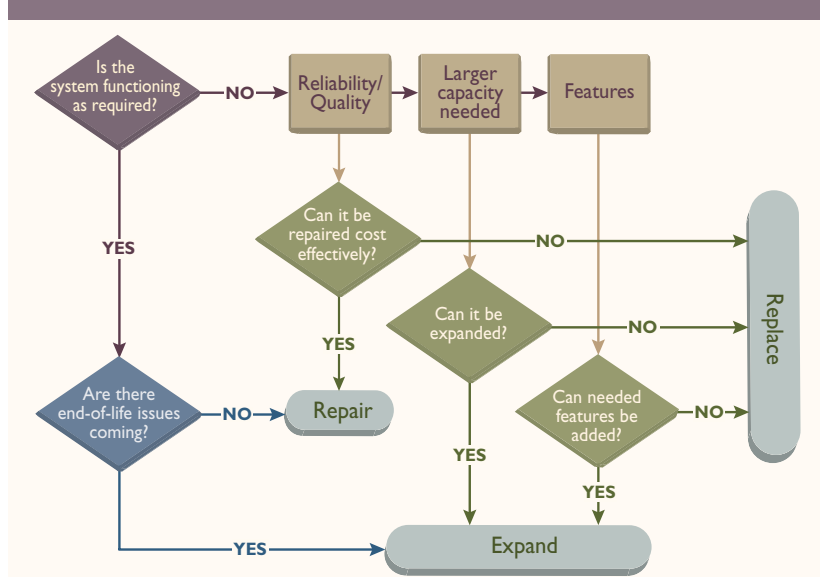 Is the
system functioning
as required?
NO
Reliability/
Quality
Larger
capacity
needed
Features
YES
Can it be
repaired cost
effectively?
NO
Can it be
expanded?
NO
Replace
YES
Are there
end-of-life issues
coming?
NO
Repair
Can needed
features be
added?
NO
YES
YES
YES
Expand